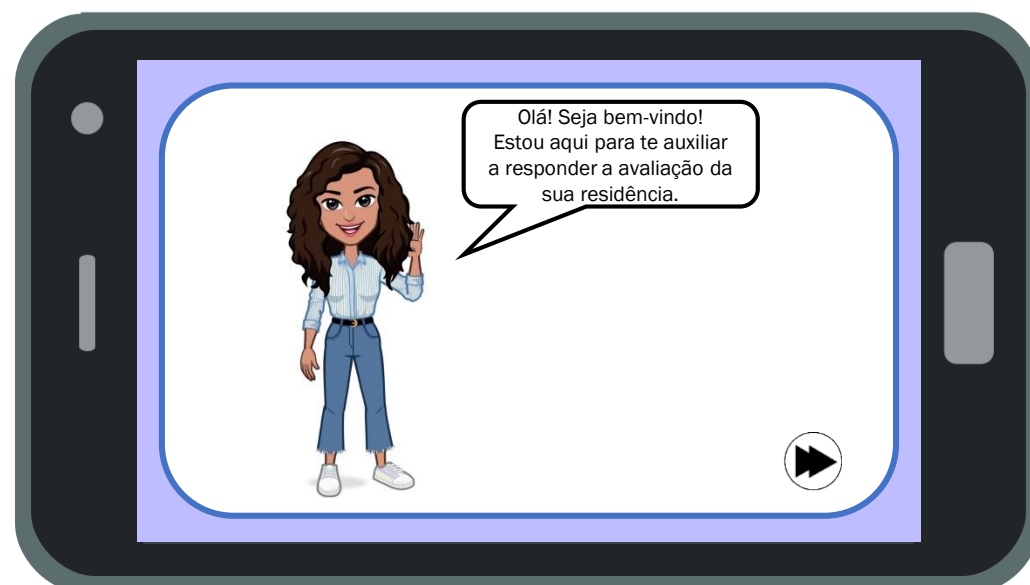 Olá! Seja bem-vindo!
Estou aqui para te auxiliar
a responder a avaliação da
sua residência.